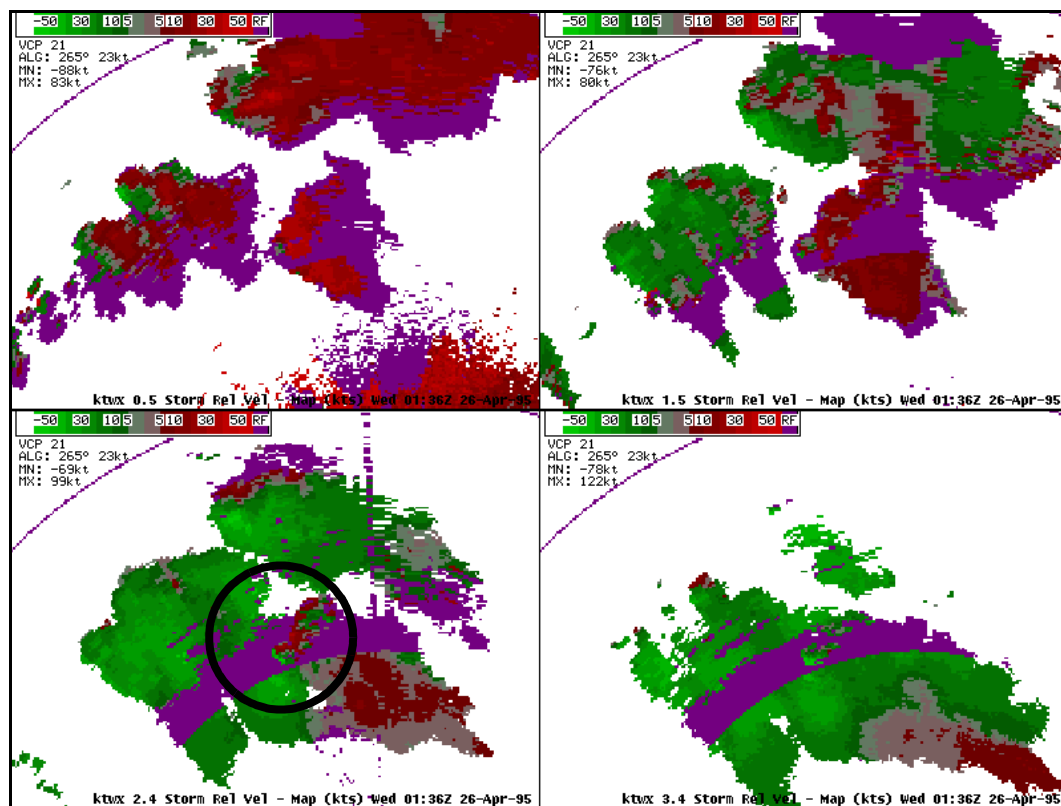 -50 30 10 5 5 10 30 50 RF
VCP 21
ALG: 265° 23kt
MN: -88kt
MX: 83kt
ktwx 0.5 Storm Rel Vel - Map (kts) Wed 01:36Z 26-Apr-95
-50 30 10 5 5 10 30 50 RF
VCP 21
ALG: 265° 23kt
MN: -76kt
MX: 80kt
ktwx 1.5 Storm Rel Vel - Map (kts) Wed 01:36Z 26-Apr-95
-50 30 10 5 5 10 30 50 RF
VCP 21
ALG: 265° 23kt
MN: -69kt
MX: 99kt
ktwx 2.4 Storm Rel Vel - Map (kts) Wed 01:36Z 26-Apr-95
-50 30 10 5 5 10 30 50 RF
VCP 21
ALG: 265° 23kt
MN: -78kt
MX: 122kt
ktwx 3.4 Storm Rel Vel - Map (kts) Wed 01:36Z 26-Apr-95